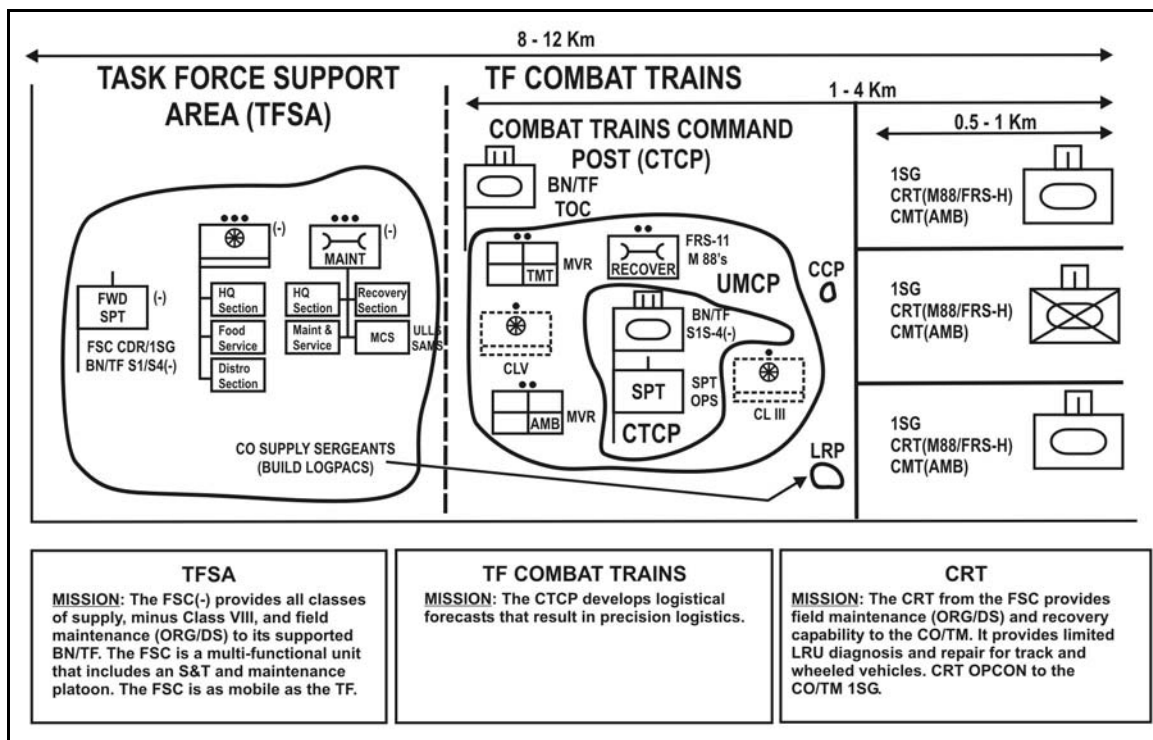 8 - 12 Km
TASK FORCE SUPPORT
AREA (TFSA)
TF COMBAT TRAINS
1 - 4 Km
COMBAT TRAINS COMMAND
POST (CTCP)
0.5 - 1 Km
BN/TF
TOC
1SG
CRT(M88/FRS-H)
CMT(AMB)
(-)
(-)
MAINT
FWD
SPT
(-)
FSC CDR/1SG
BN/TF S1/S4(-)
HQ
Section
Food
Service
Distro
Section
HQ
Section
Recovery
Section
Maint &
Service
MCS
ULLS
SAMS
TMT
MVR
RECOVER
FRS-11
M 88's
UMCP
CCP
BN/TF
S1S-4(-)
CLV
SPT
SPT
OPS
CL III
AMB
MVR
CTCP
LRP
CO SUPPLY SERGEANTS
(BUILD LOGPACS)
1SG
CRT(M88/FRS-H)
CMT(AMB)
1SG
CRT(M88/FRS-H)
CMT(AMB)
TFSA
MISSION: The FSC(-) provides all classes
of supply, minus Class VIII, and field
maintenance (ORG/DS) to its supported
BN/TF. The FSC is a multi-functional unit
that includes an S&T and maintenance
platoon. The FSC is as mobile as the TF.
TF COMBAT TRAINS
MISSION: The CTCP develops logistical
forecasts that result in precision logistics.
CRT
MISSION: The CRT from the FSC provides
field maintenance (ORG/DS) and recovery
capability to the CO/TM. It provides limited
LRU diagnosis and repair for track and
wheeled vehicles. CRT OPCON to the
CO/TM 1SG.